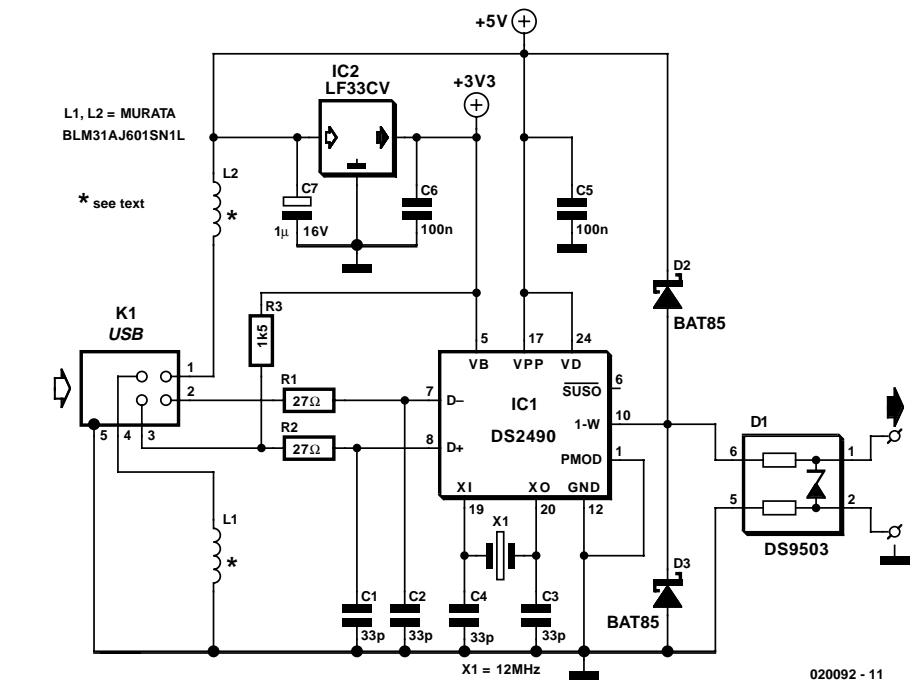 +5V
IC2
LF33CV
+3V3
L1, L2 = MURATA
BLM31AJ601SN1L
L2
*
* see text
C7
1µ 16V
C6
100n
C5
100n
D2
BAT85
K1
USB
R3
1k5
5 17 24
VB VPP VD
1
2
R1
27Ω
7 D–
SUSO 6
IC1
1-W 10
DS2490
D1
5 4 3
R2
27Ω
8 D+
PMOD 1
6 1
XI XO GND
5 2
19 20 12
X1
DS9503
L1
*
D3
C1
33p
C2
33p
C4
33p
C3
33p
BAT85
X1 = 12MHz
020092 - 11